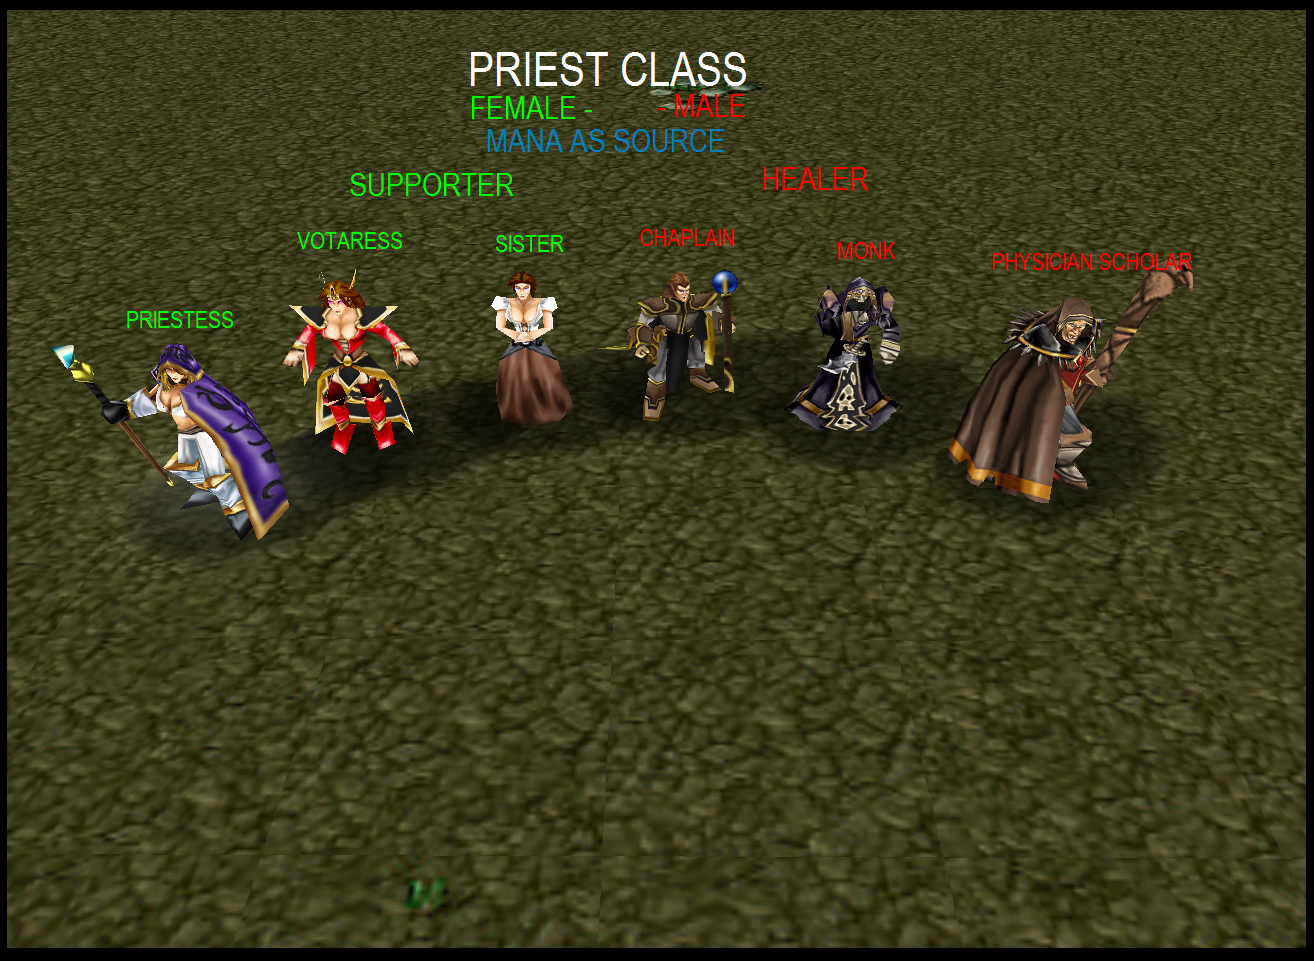 PRIEST CLASS
FEMALE - - MALE
MANA AS SOURCE
SUPPORTER HEALER
VOTARESS SISTER CHAPLAIN MONK PHYSICIAN SCHOLAR
PRIESTESS